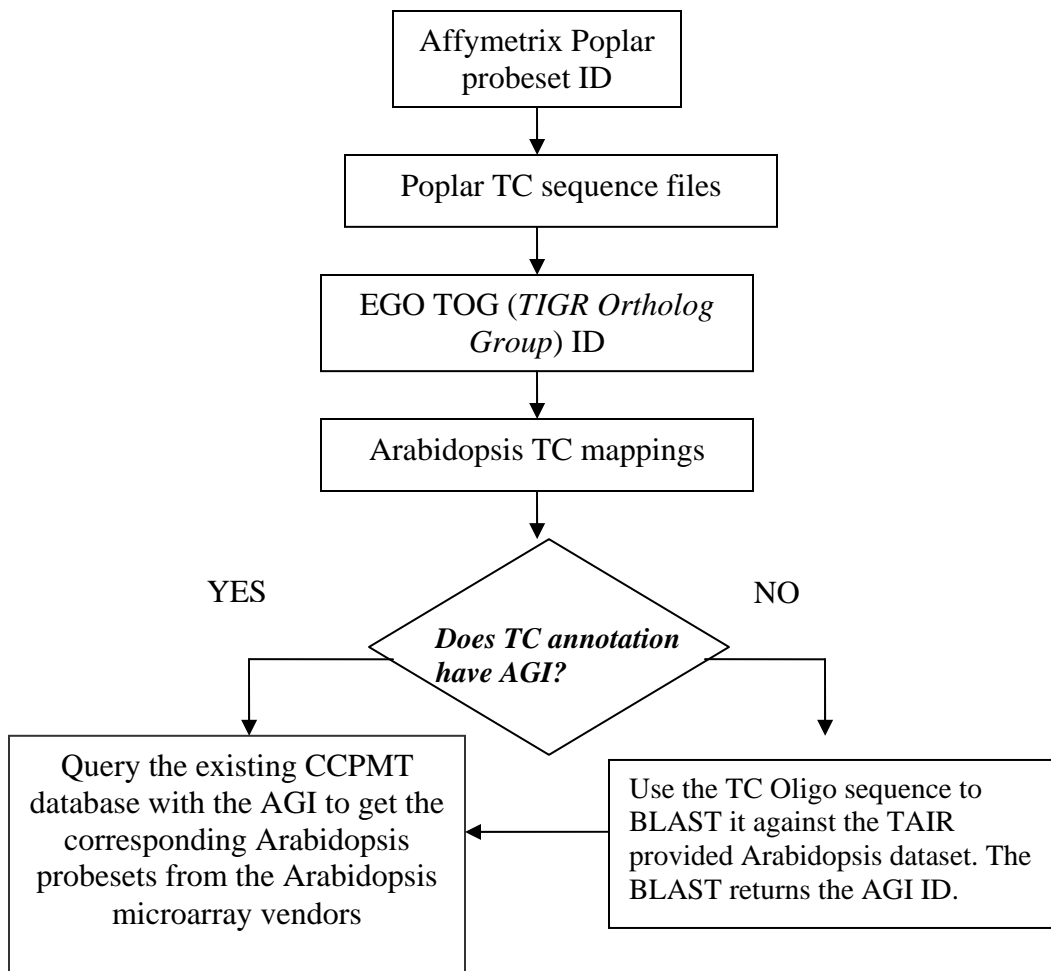 Affymetrix Poplar
probeset ID
Poplar TC sequence files
EGO TOG (TIGR Ortholog
Group) ID
Arabidopsis TC mappings
YES
NO
Does TC annotation
have AGI?
Query the existing CCPMT
database with the AGI to get the
corresponding Arabidopsis
probesets from the Arabidopsis
microarray vendors
Use the TC Oligo sequence to
BLAST it against the TAIR
provided Arabidopsis dataset. The
BLAST returns the AGI ID.